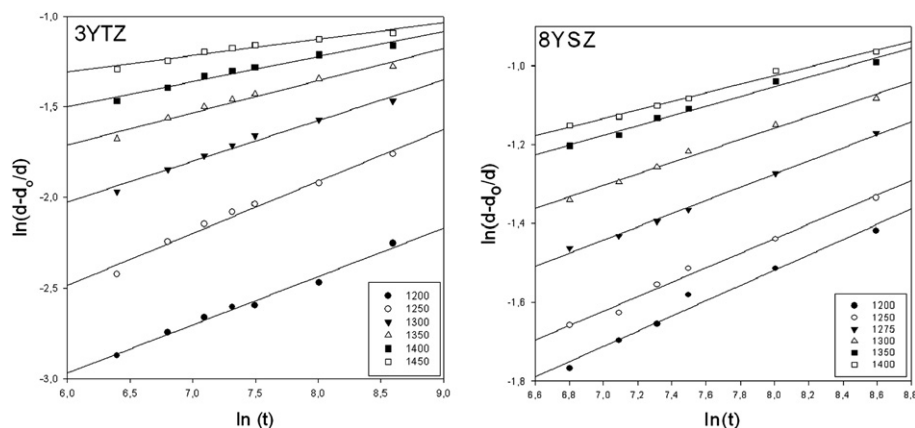 3YTZ
ln(d-do/d)
-1,0
-1,5
-2,0
-2,5
-3,0
6,0 6,5 7,0 7,5 8,0 8,5 9,0
ln (t)
1200
1250
1300
1350
1400
1450
8YSZ
ln(d-do/d)
-1,0
-1,2
-1,4
-1,6
-1,8
6,6 6,8 7,0 7,2 7,4 7,6 7,8 8,0 8,2 8,4 8,6 8,8
ln(t)
1200
1250
1275
1300
1350
1400